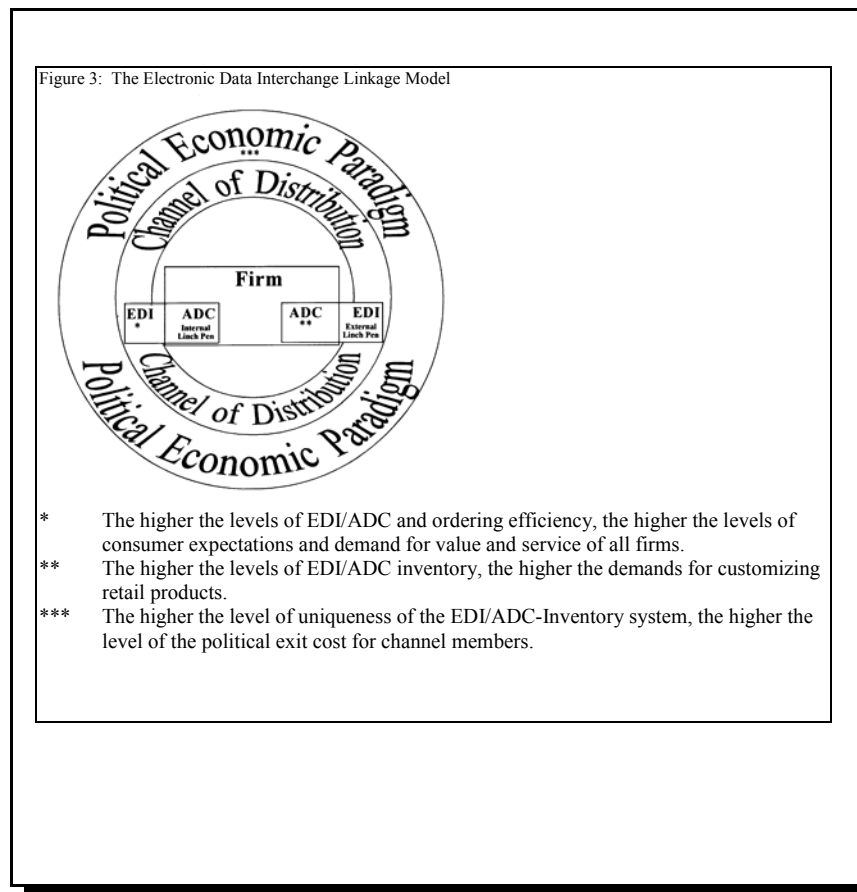 Figure 3: The Electronic Data Interchange Linkage Model
Political Economic Paradigm
***
Channel of Distribution
Firm
EDI
*
ADC
Internal
Linch Pen
ADC
**
EDI
External
Linch Pen
Channel of Distribution
Political Economic Paradigm
* The higher the levels of EDI/ADC and ordering efficiency, the higher the levels of
consumer expectations and demand for value and service of all firms.
** The higher the levels of EDI/ADC inventory, the higher the demands for customizing
retail products.
*** The higher the level of uniqueness of the EDI/ADC-Inventory system, the higher the
level of the political exit cost for channel members.